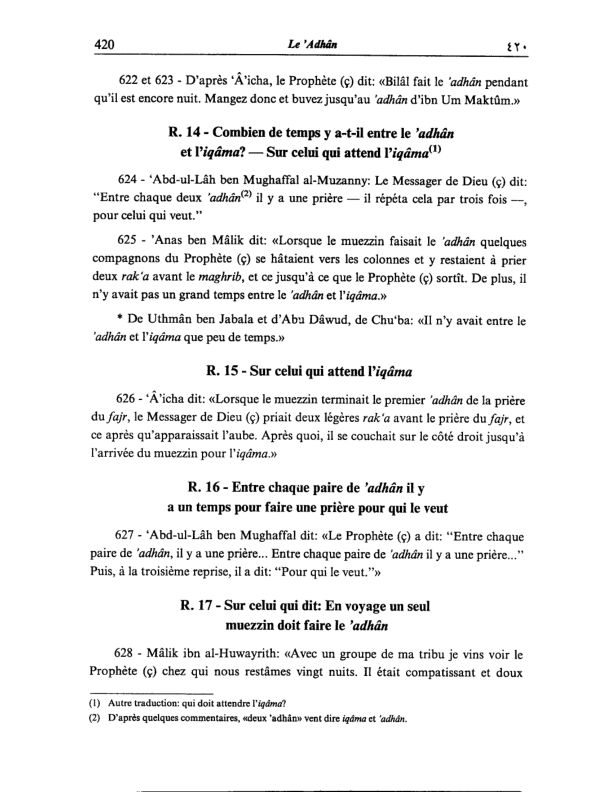 420 Le 'Adhân ٤٢٠
622 et 623 - D'après ‘Â'icha, le Prophète (ç) dit: «Bilâl fait le 'adhân pendant
qu'il est encore nuit. Mangez donc et buvez jusqu'au 'adhân d'ibn Um Maktûm.»
R. 14 - Combien de temps y a-t-il entre le 'adhân
et l'iqâma? — Sur celui qui attend l'iqâma(1)
624 - ‘Abd-ul-Lâh ben Mughaffal al-Muzanny: Le Messager de Dieu (ç) dit:
“Entre chaque deux 'adhân(2) il y a une prière — il répéta cela par trois fois —,
pour celui qui veut.”
625 - 'Anas ben Mâlik dit: «Lorsque le muezzin faisait le 'adhân quelques
compagnons du Prophète (ç) se hâtaient vers les colonnes et y restaient à prier
deux rak‘a avant le maghrib, et ce jusqu'à ce que le Prophète (ç) sortît. De plus, il
n'y avait pas un grand temps entre le 'adhân et l'iqâma.»
* De Uthmân ben Jabala et d'Abu Dâwud, de Chu‘ba: «Il n'y avait entre le
'adhân et l'iqâma que peu de temps.»
R. 15 - Sur celui qui attend l'iqâma
626 - ‘Â'icha dit: «Lorsque le muezzin terminait le premier 'adhân de la prière
du fajr, le Messager de Dieu (ç) priait deux légères rak‘a avant le prière du fajr, et
ce après qu'apparaissait l'aube. Après quoi, il se couchait sur le côté droit jusqu'à
l'arrivée du muezzin pour l'iqâma.»
R. 16 - Entre chaque paire de 'adhân il y
a un temps pour faire une prière pour qui le veut
627 - ‘Abd-ul-Lâh ben Mughaffal dit: «Le Prophète (ç) a dit: “Entre chaque
paire de 'adhân, il y a une prière... Entre chaque paire de 'adhân il y a une prière...”
Puis, à la troisième reprise, il a dit: “Pour qui le veut.”»
R. 17 - Sur celui qui dit: En voyage un seul
muezzin doit faire le 'adhân
628 - Mâlik ibn al-Huwayrith: «Avec un groupe de ma tribu je vins voir le
Prophète (ç) chez qui nous restâmes vingt nuits. Il était compatissant et doux
(1) Autre traduction: qui doit attendre l'iqâma?
(2) D'après quelques commentaires, «deux 'adhân» vent dire iqâma et 'adhân.